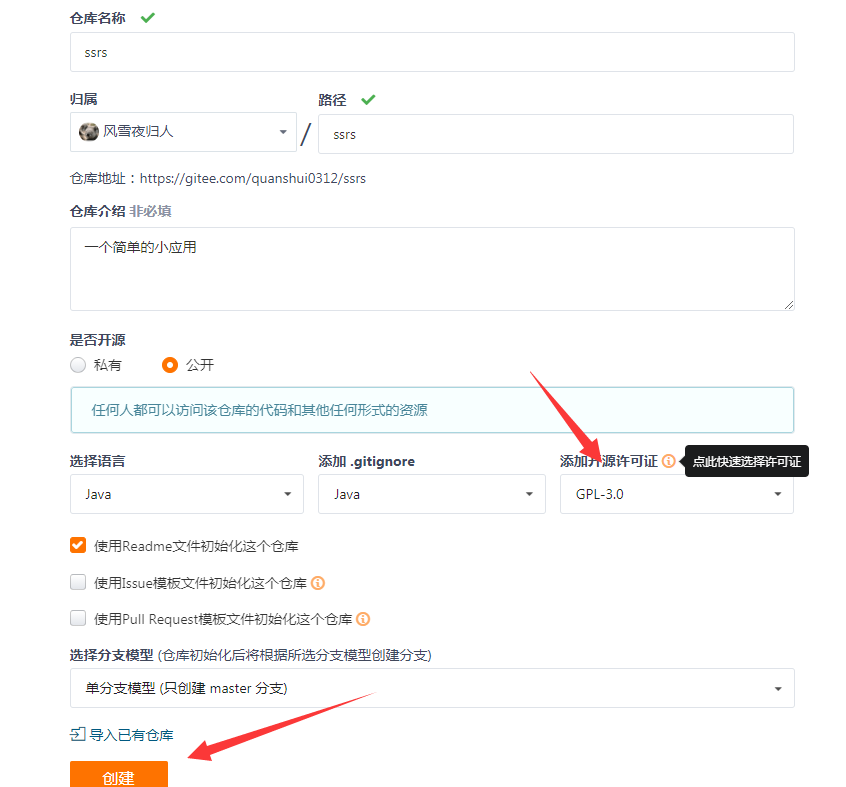 仓库名称
ssrs
归属
路径
风雪夜归人
/
ssrs
仓库地址：https://gitee.com/quanshui0312/ssrs
仓库介绍 非必填
一个简单的小应用
是否开源
私有
公开
任何人都可以访问该仓库的代码和其他任何形式的资源
选择语言
添加 .gitignore
添加开源许可证
点此快速选择许可证
Java
Java
GPL-3.0
使用Readme文件初始化这个仓库
使用Issue模板文件初始化这个仓库
使用Pull Request模板文件初始化这个仓库
选择分支模型 (仓库初始化后将根据所选分支模型创建分支)
单分支模型 (只创建 master 分支)
导入已有仓库
创建